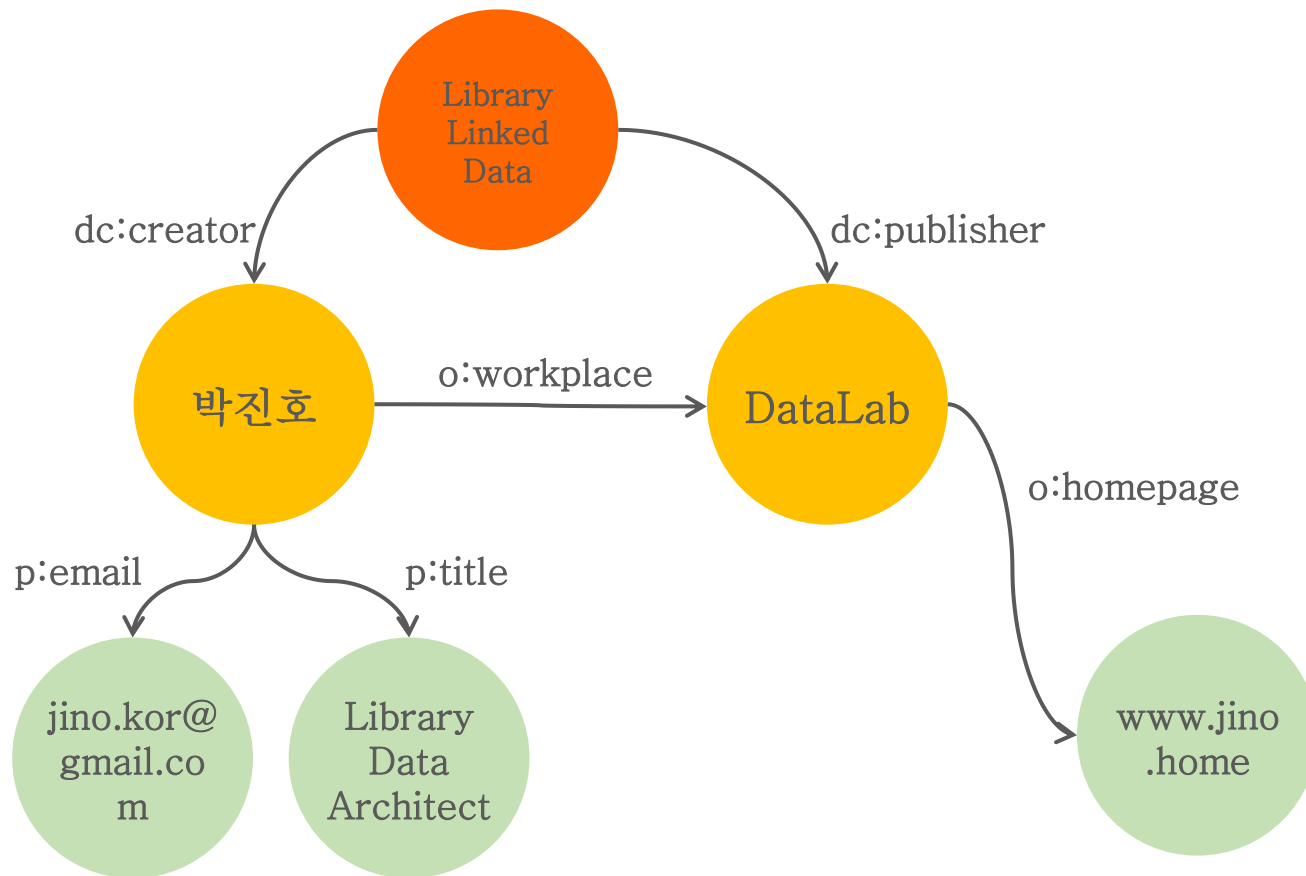 Library
Linked
Data
dc:creator
dc:publisher
박진호
o:workplace
DataLab
o:homepage
p:email
p:title
jino.kor@
gmail.co
m
Library
Data
Architect
www.jino
.home